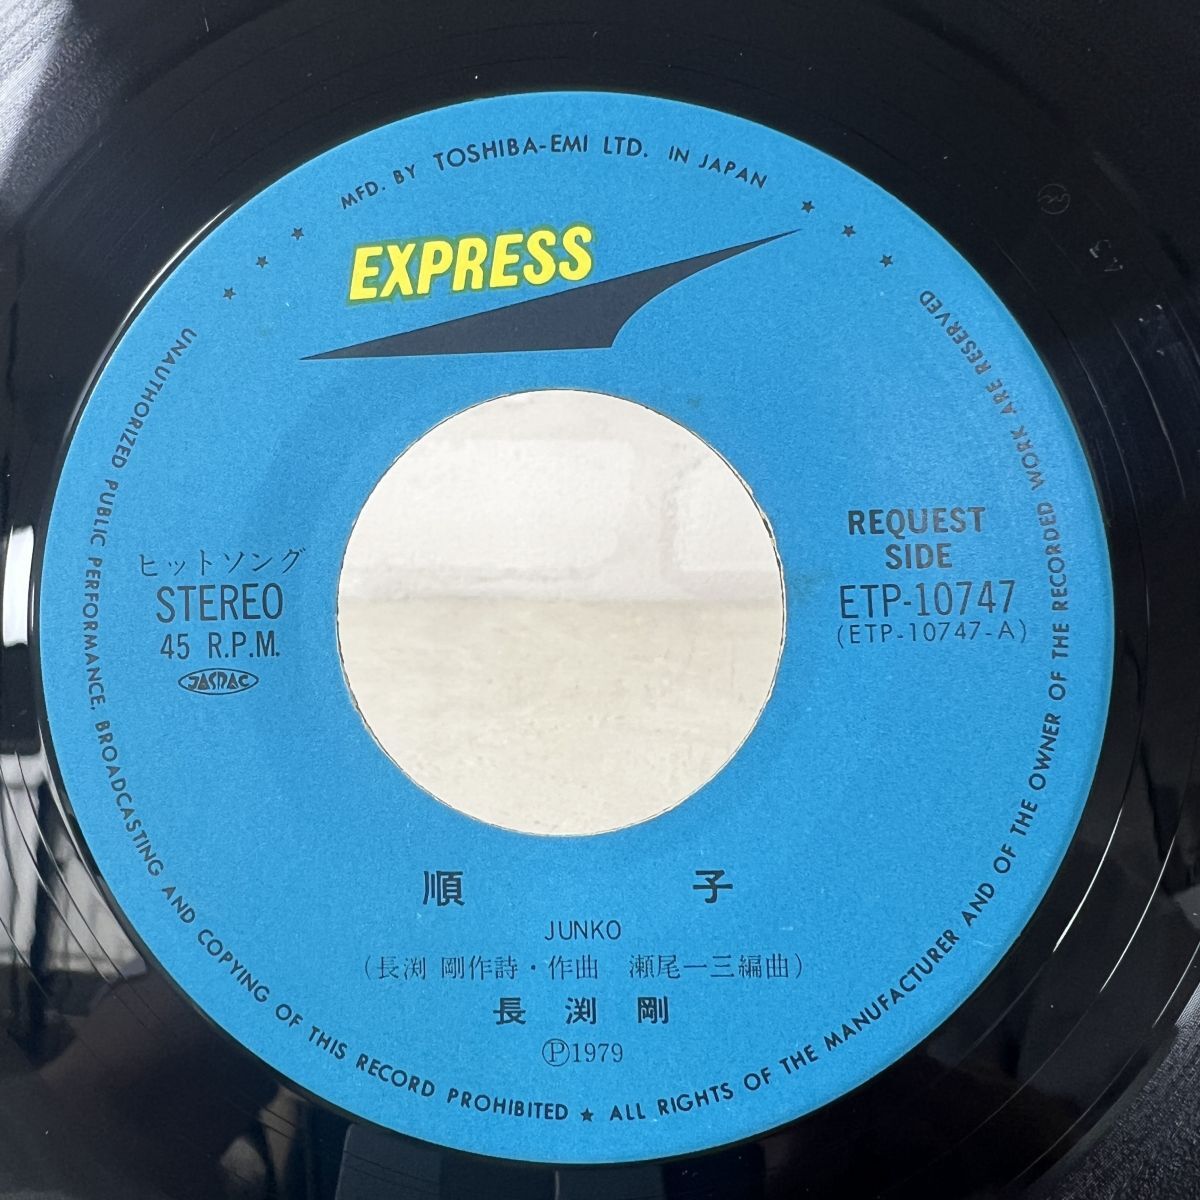 MFD. BY TOSHIBA-EMI LTD. IN JAPAN
EXPRESS
ヒットソング
STEREO
45 R.P.M.
JASRAC
REQUEST
SIDE
ETP-10747
(ETP-10747-A)
順子
JUNKO
(長渕 剛作詩・作曲 瀬尾一三編曲)
長渕剛
Ⓟ1979
UNAUTHORIZED PUBLIC PERFORMANCE, BROADCASTING AND COPYING OF THIS RECORD PROHIBITED ★ ALL RIGHTS OF THE MANUFACTURER AND OF THE OWNER OF THE RECORDED WORK ARE RESERVED